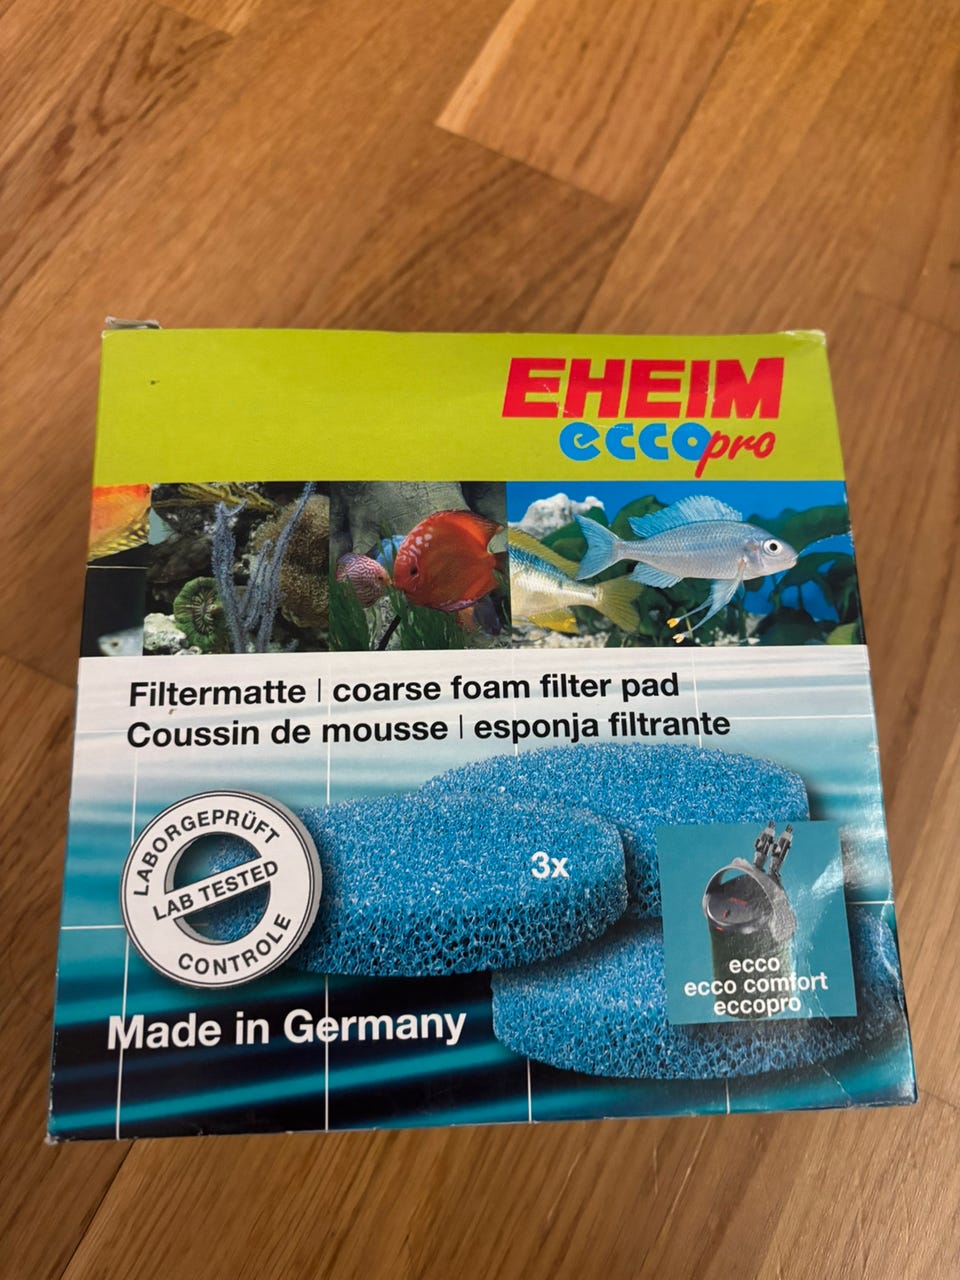 EHEIM
eccopro
Filtermatte | coarse foam filter pad
Coussin de mousse | esponja filtrante
3x
LABORGEPRÜFT
LAB TESTED
CONTROLE
ecco
ecco comfort
eccopro
Made in Germany